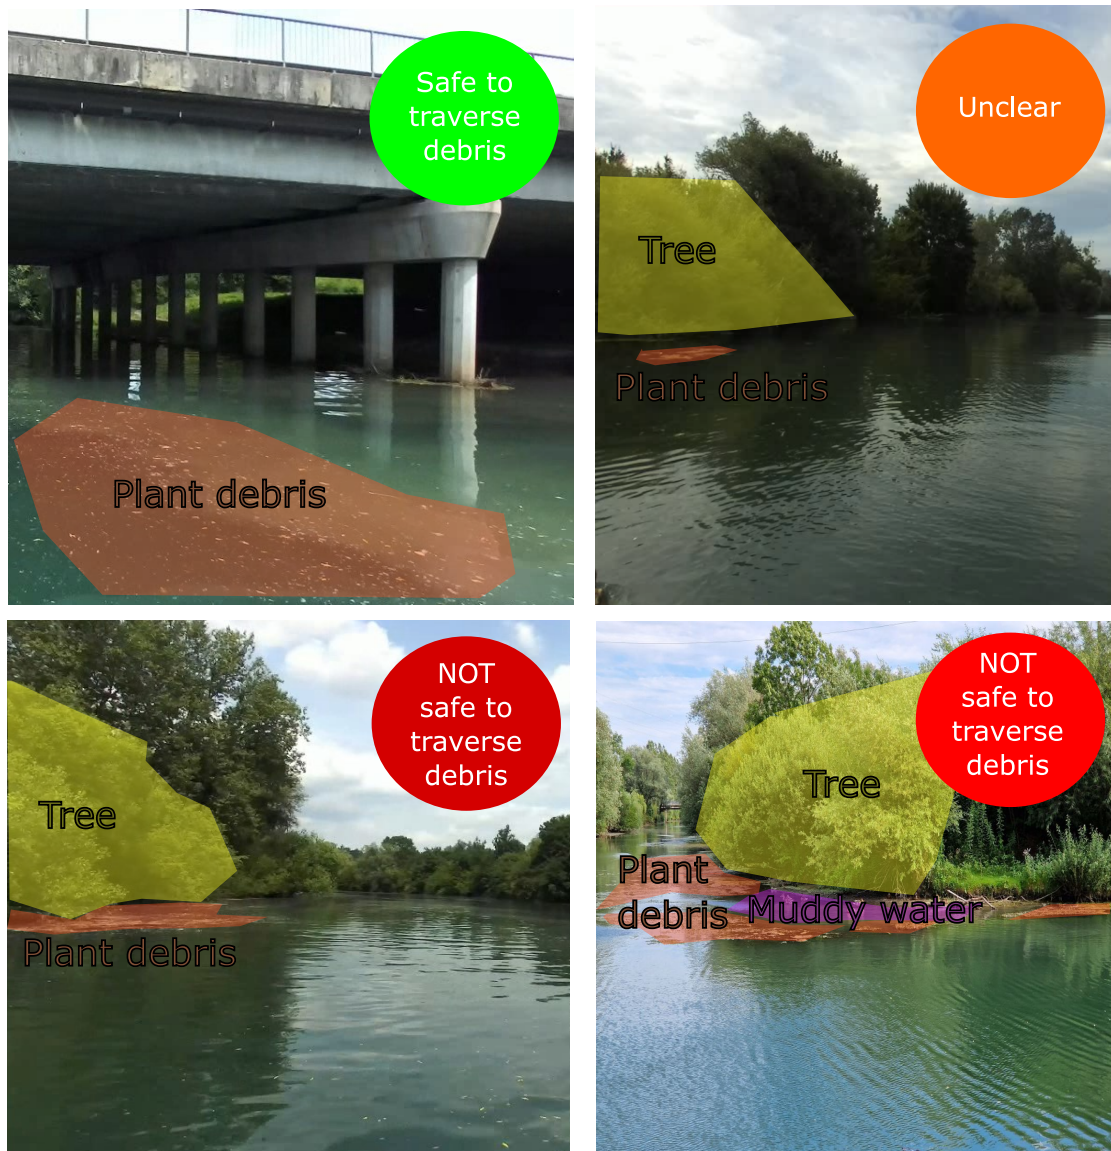 Safe to
traverse
debris
Plant debris
Unclear
Tree
Plant debris
NOT
safe to
traverse
debris
Tree
Plant debris
NOT
safe to
traverse
debris
Tree
Plant
debris
Muddy water